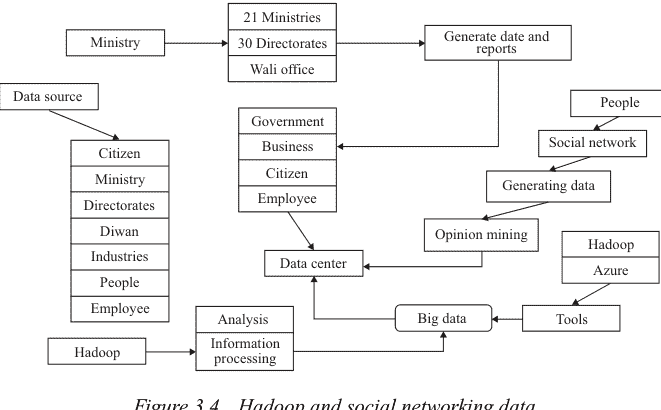 21 Ministries
Ministry
30 Directorates
Generate date and
reports
Wali office
Data source
People
Government
Social network
Business
Citizen
Citizen
Ministry
Generating data
Employee
Directorates
Diwan
Opinion mining
Hadoop
Industries
Data center
Azure
People
Employee
Analysis
Big data
Tools
Hadoop
Information
processing
Figure 3.4 Hadoop and social networking data